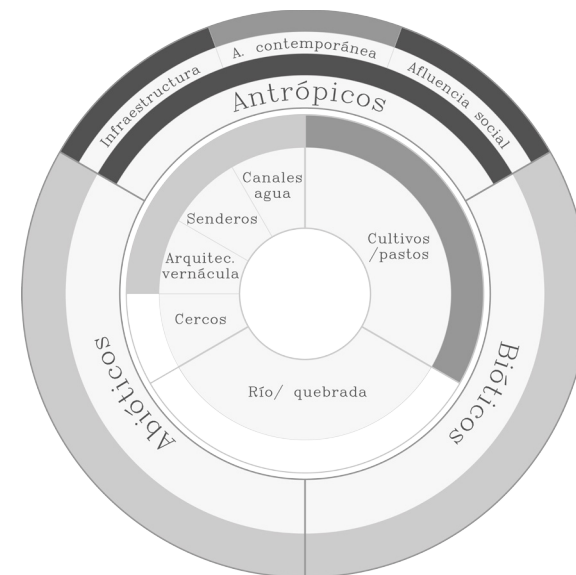 Infraestructura
A. contemporánea
Afluencia social
Antrópicos
Canales
agua
Senderos
Cultivos
/pastos
Arquitec.
vernácula
Cercos
Río/ quebrada
Abióticos
Bióticos